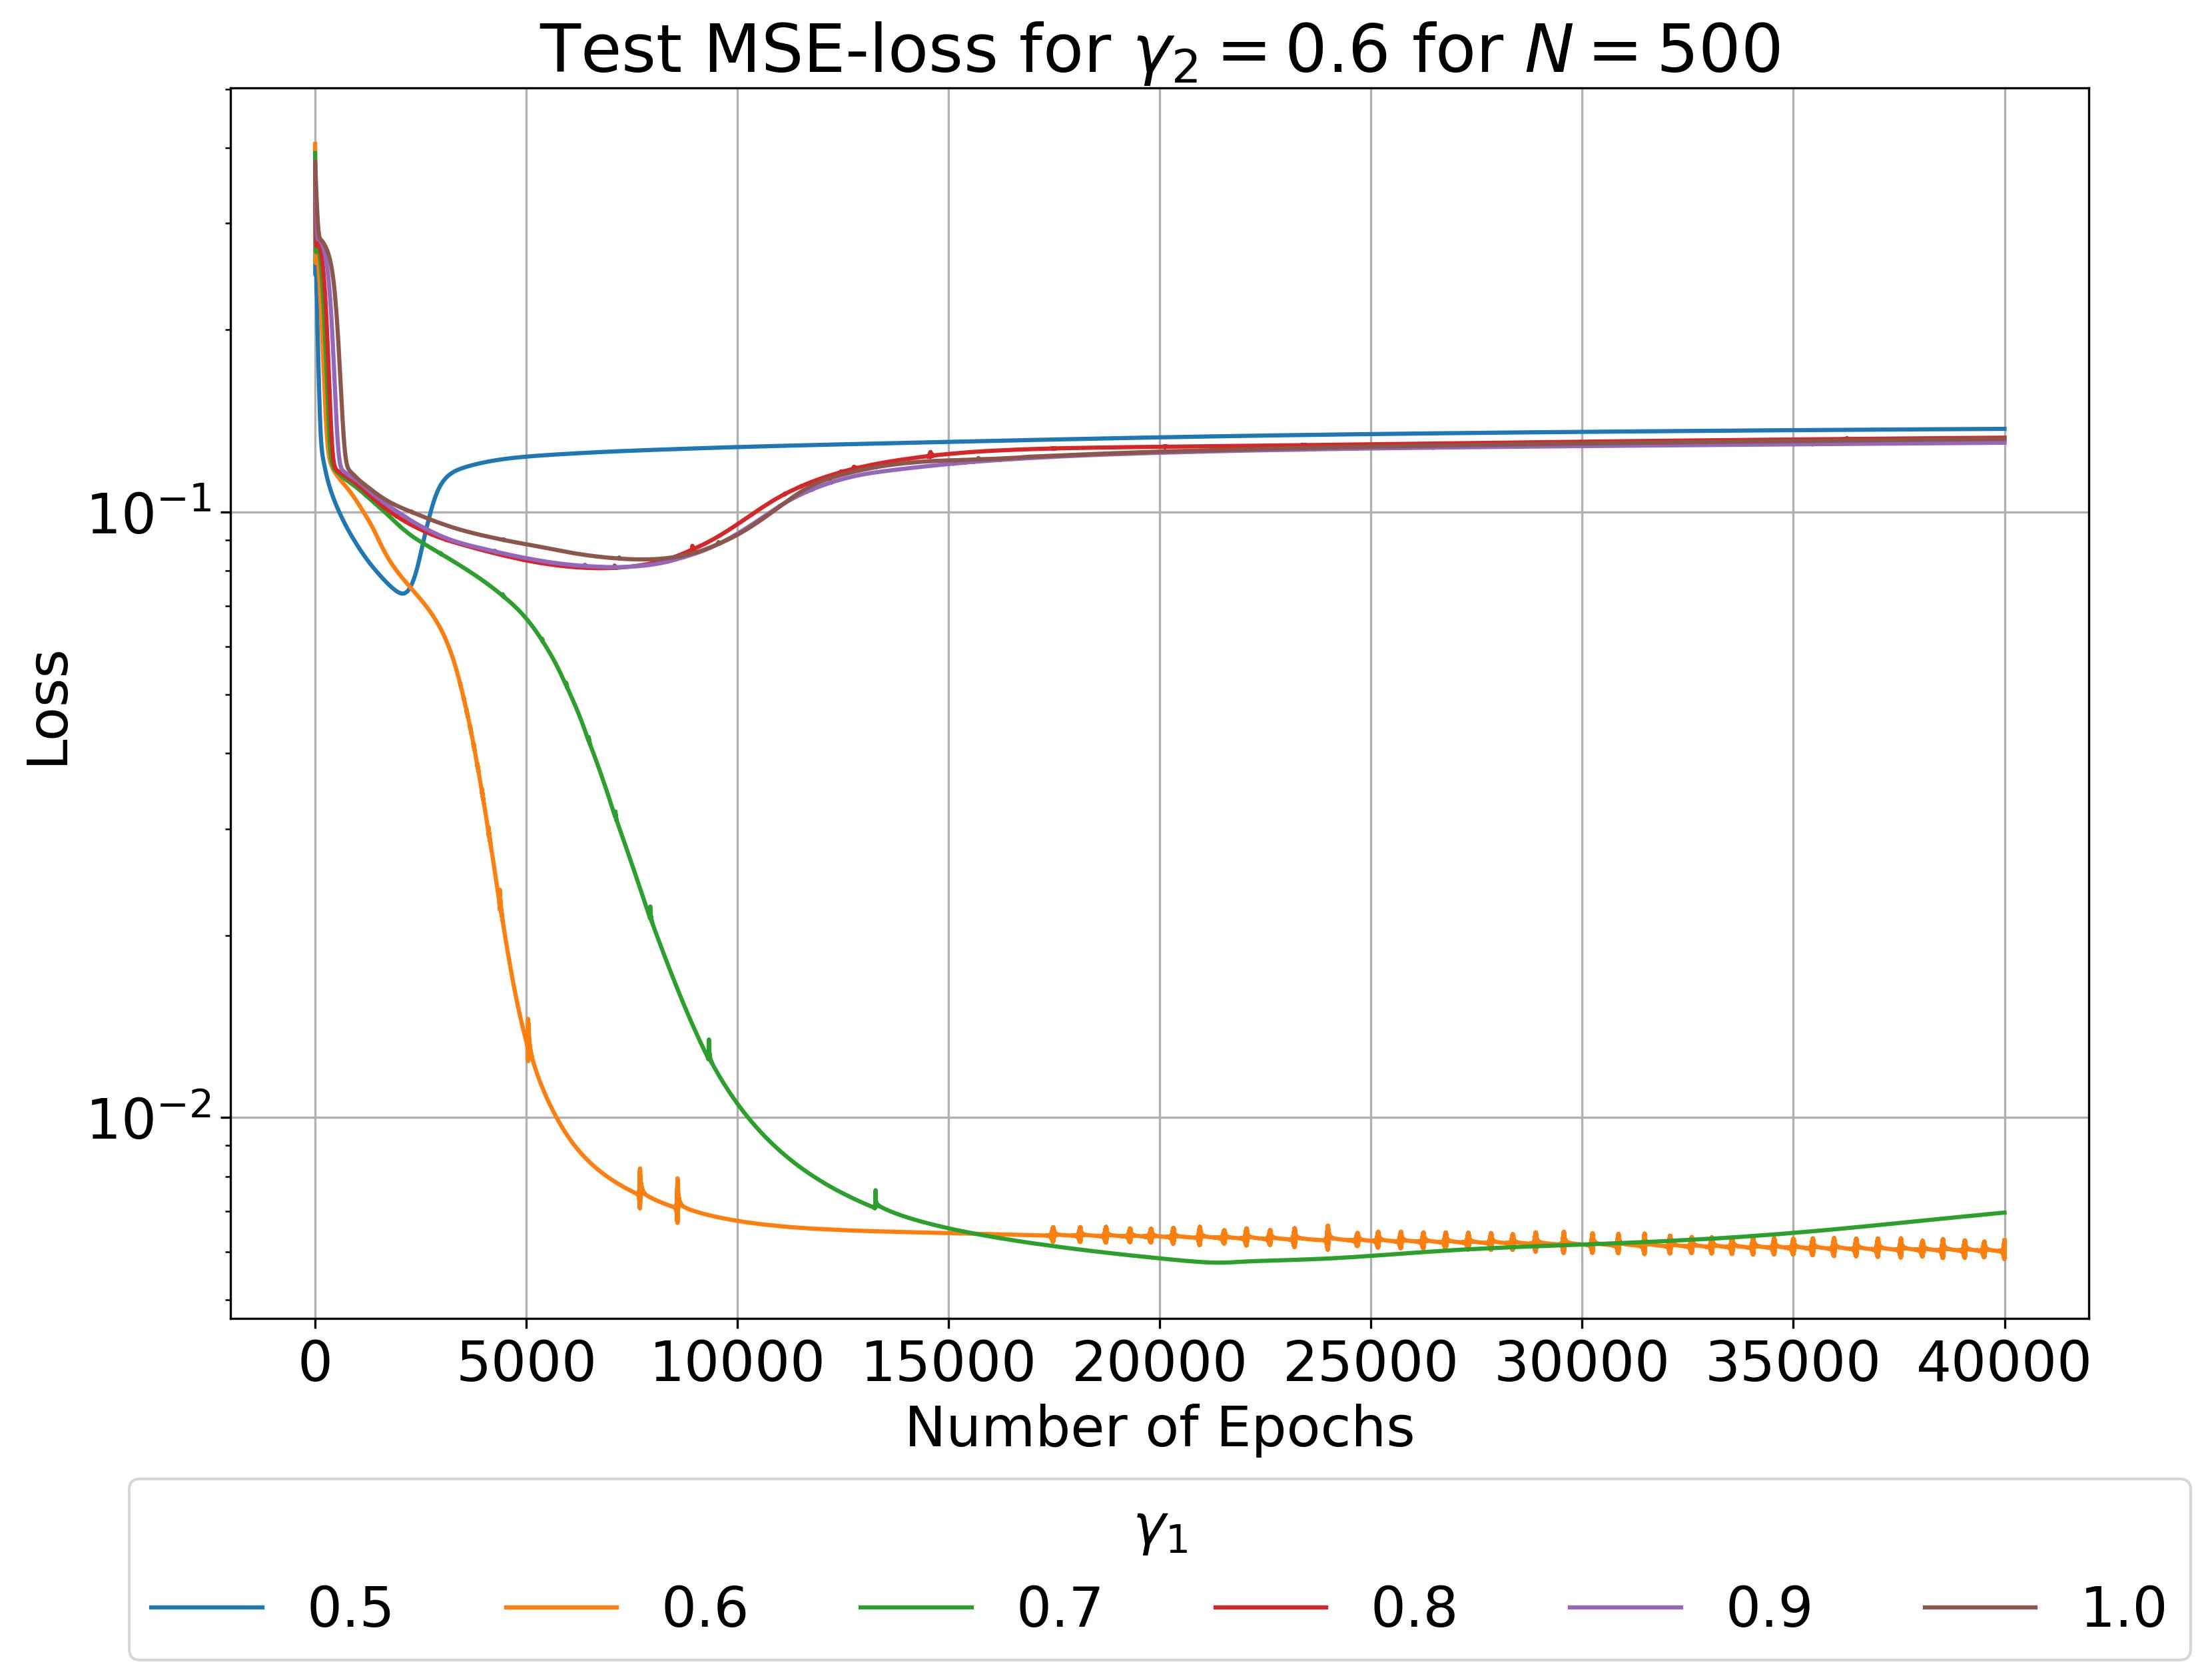 Test MSE-loss for γ₂ = 0.6 for N = 500
Loss
10⁻¹
10⁻²
0 5000 10000 15000 20000 25000 30000 35000 40000
Number of Epochs
γ₁
0.5 0.6 0.7 0.8 0.9 1.0